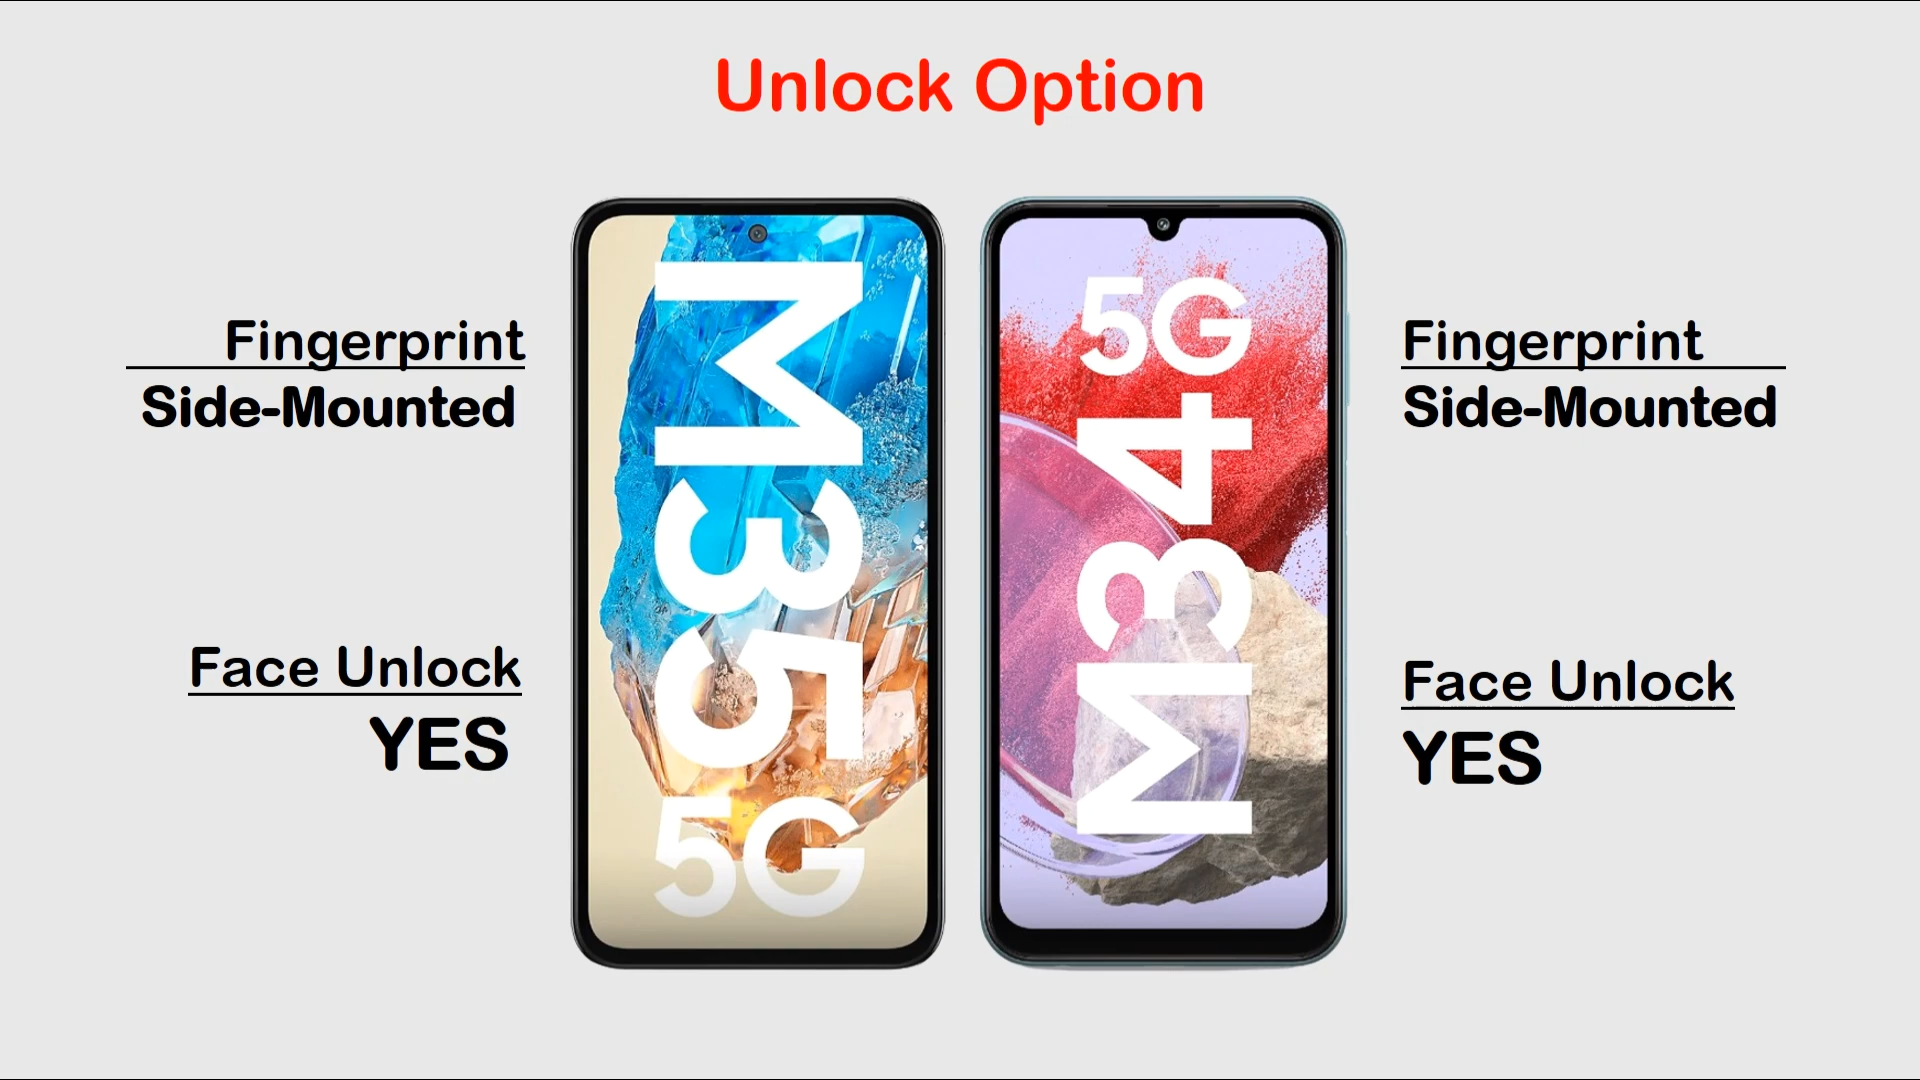 Unlock Option
Fingerprint
Side-Mounted
Face Unlock
YES
M35 5G
M34 5G
Fingerprint
Side-Mounted
Face Unlock
YES